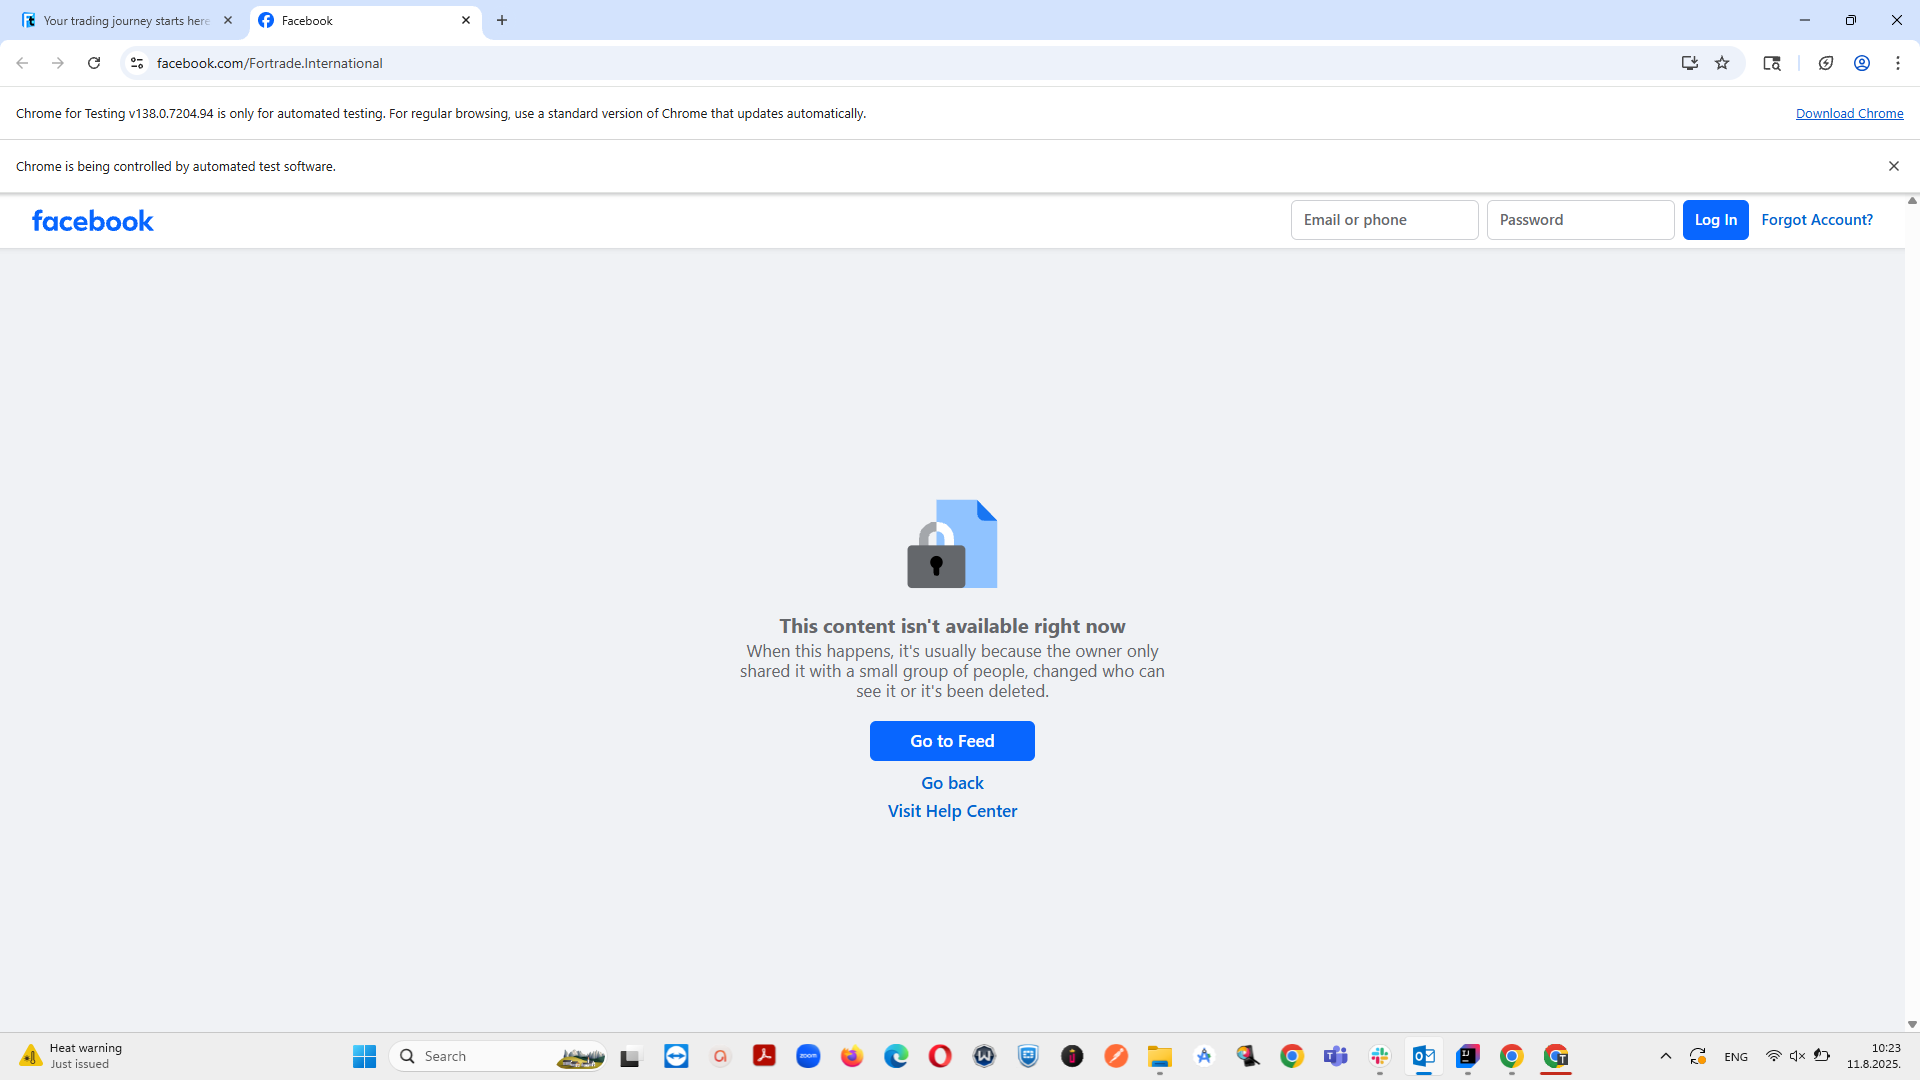 Your trading journey starts here
Facebook
facebook.com/Fortrade.International
Chrome for Testing v138.0.7204.94 is only for automated testing. For regular browsing, use a standard version of Chrome that updates automatically.
Download Chrome
Chrome is being controlled by automated test software.
facebook
Email or phone
Password
Log In
Forgot Account?
This content isn't available right now
When this happens, it's usually because the owner only
shared it with a small group of people, changed who can
see it or it's been deleted.
Go to Feed
Go back
Visit Help Center
Heat warning
Just issued
Search
zoom
ENG
10:23
11.8.2025.